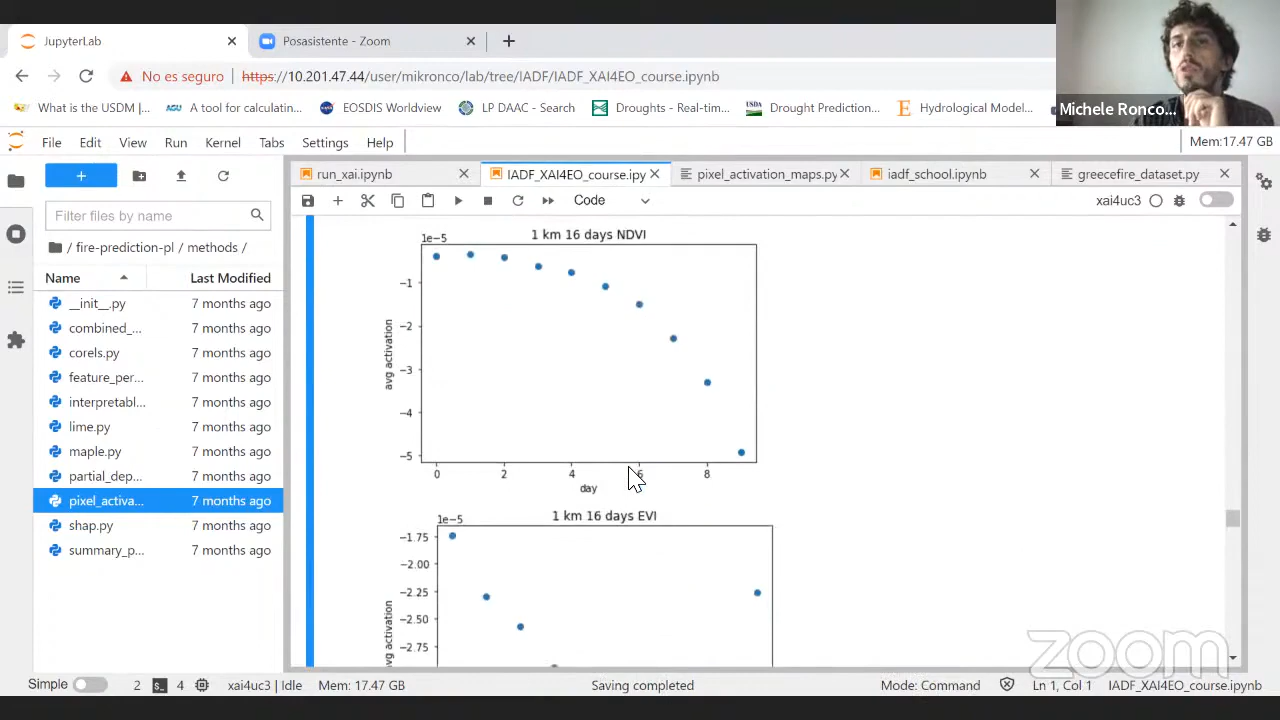 JupyterLab
Posasistente - Zoom
No es seguro
https://10.201.47.44/user/mikronco/lab/tree/IADF/IADF_XAI4EO_course.ipynb
What is the USDM |...
A tool for calculatin...
EOSDIS Worldview
LP DAAC - Search
Droughts - Real-tim...
Drought Prediction...
Hydrological Model...
Michele Ronco...
File Edit View Run Kernel Tabs Settings Help
Mem:17.47 GB
run_xai.ipynb
IADF_XAI4EO_course.ipy
pixel_activation_maps.py
iadf_school.ipynb
greecefire_dataset.py
Code
xai4uc3
Filter files by name
/ fire-prediction-pl / methods /
Name Last Modified
__init__.py 7 months ago
combined_... 7 months ago
corels.py 7 months ago
feature_per... 7 months ago
interpretabl... 7 months ago
lime.py 7 months ago
maple.py 7 months ago
partial_dep... 7 months ago
pixel_activa... 7 months ago
shap.py 7 months ago
summary_p... 7 months ago
1e-5
1 km 16 days NDVI
−1
−2
−3
−4
−5
avg activation
0 2 4 6 8
day
1e-5
1 km 16 days EVI
−1.75
−2.00
−2.25
−2.50
−2.75
avg activation
zoom
Simple
2
4
xai4uc3 | Idle
Mem: 17.47 GB
Saving completed
Mode: Command
Ln 1, Col 1
IADF_XAI4EO_course.ipynb